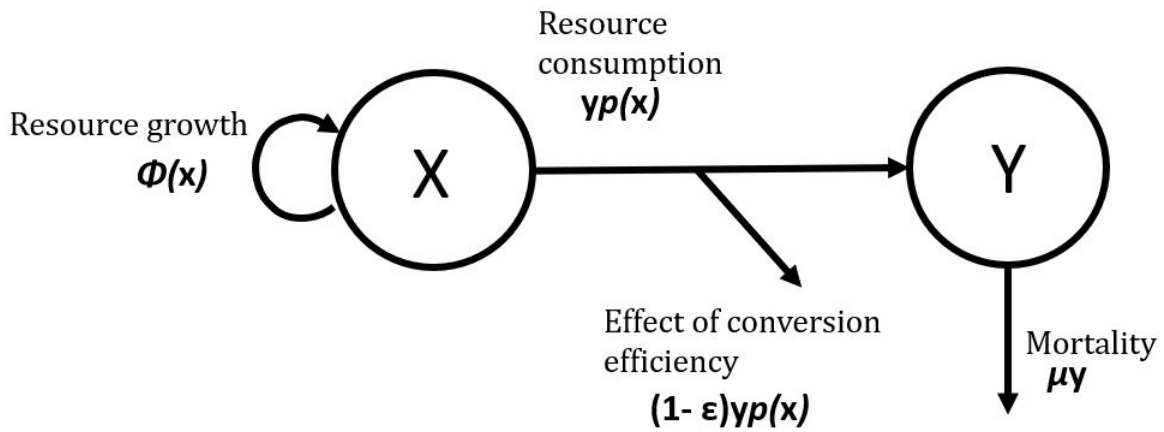 Resource
consumption
yp(x)
Resource growth
Φ(x)
X
Y
Effect of conversion
efficiency
(1- ε)yp(x)
Mortality
μy